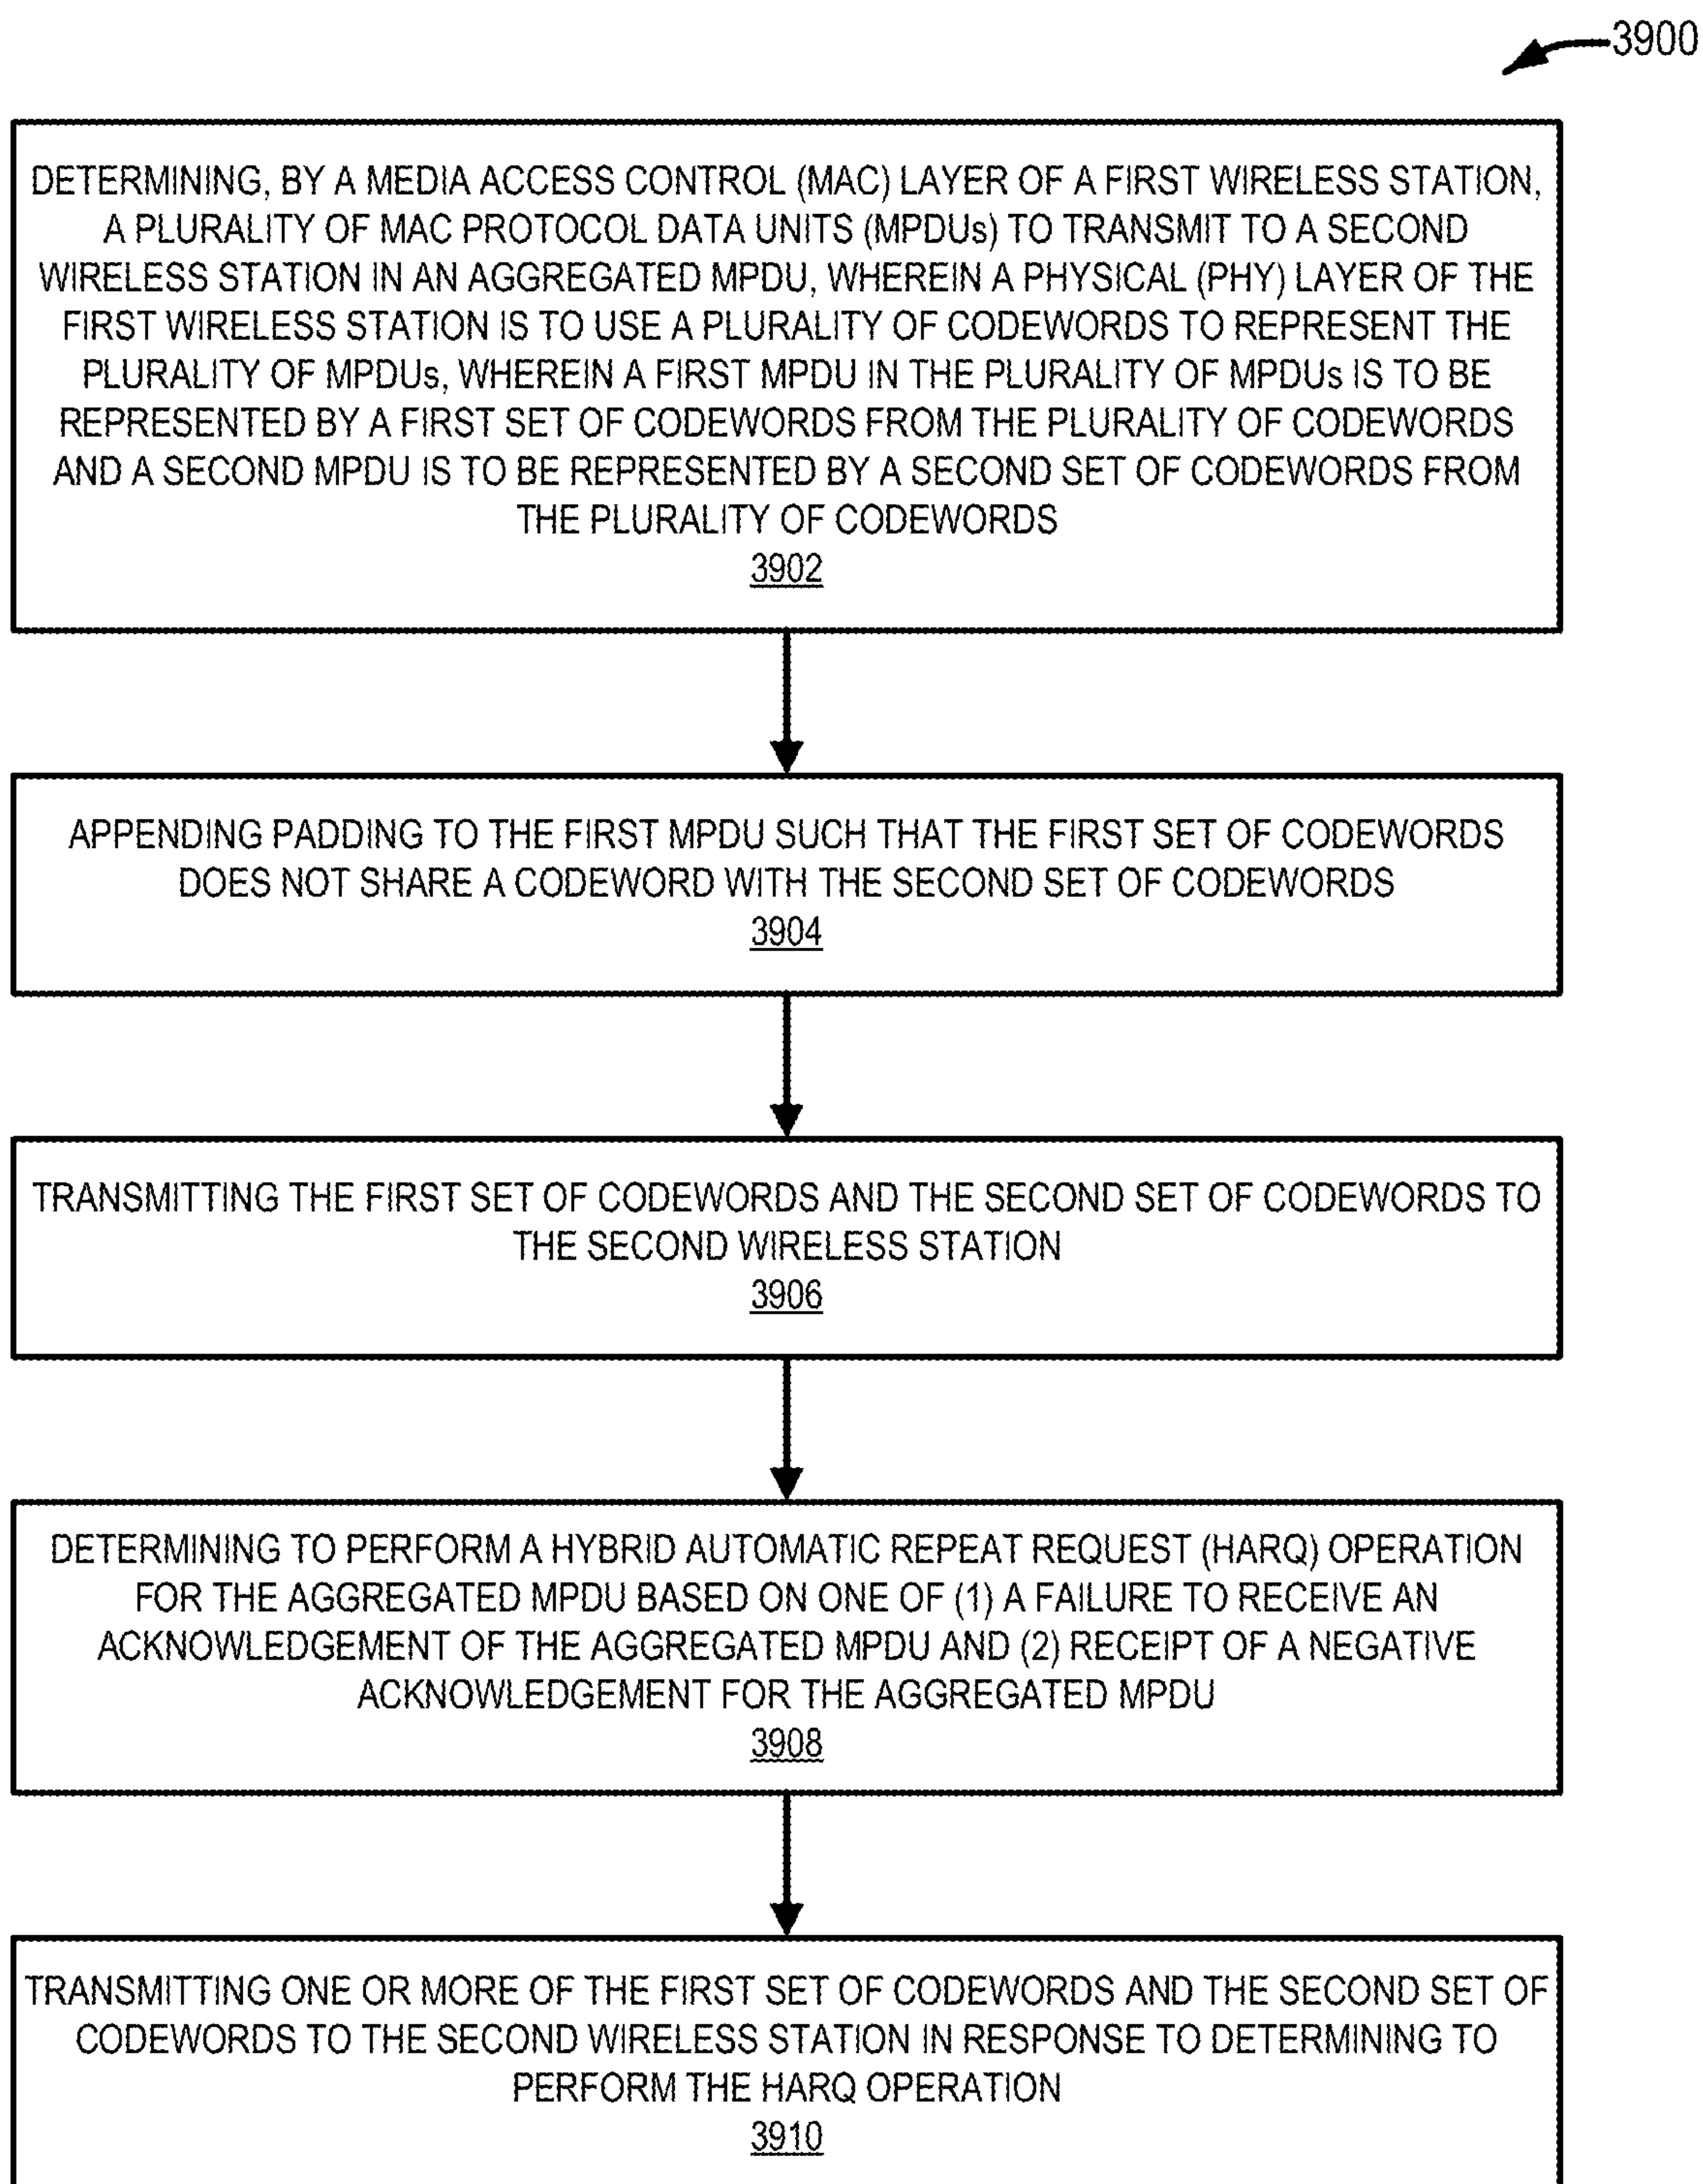 3900
DETERMINING, BY A MEDIA ACCESS CONTROL (MAC) LAYER OF A FIRST WIRELESS STATION,
A PLURALITY OF MAC PROTOCOL DATA UNITS (MPDUs) TO TRANSMIT TO A SECOND
WIRELESS STATION IN AN AGGREGATED MPDU, WHEREIN A PHYSICAL (PHY) LAYER OF THE
FIRST WIRELESS STATION IS TO USE A PLURALITY OF CODEWORDS TO REPRESENT THE
PLURALITY OF MPDUs, WHEREIN A FIRST MPDU IN THE PLURALITY OF MPDUs IS TO BE
REPRESENTED BY A FIRST SET OF CODEWORDS FROM THE PLURALITY OF CODEWORDS
AND A SECOND MPDU IS TO BE REPRESENTED BY A SECOND SET OF CODEWORDS FROM
THE PLURALITY OF CODEWORDS
3902
APPENDING PADDING TO THE FIRST MPDU SUCH THAT THE FIRST SET OF CODEWORDS
DOES NOT SHARE A CODEWORD WITH THE SECOND SET OF CODEWORDS
3904
TRANSMITTING THE FIRST SET OF CODEWORDS AND THE SECOND SET OF CODEWORDS TO
THE SECOND WIRELESS STATION
3906
DETERMINING TO PERFORM A HYBRID AUTOMATIC REPEAT REQUEST (HARQ) OPERATION
FOR THE AGGREGATED MPDU BASED ON ONE OF (1) A FAILURE TO RECEIVE AN
ACKNOWLEDGEMENT OF THE AGGREGATED MPDU AND (2) RECEIPT OF A NEGATIVE
ACKNOWLEDGEMENT FOR THE AGGREGATED MPDU
3908
TRANSMITTING ONE OR MORE OF THE FIRST SET OF CODEWORDS AND THE SECOND SET OF
CODEWORDS TO THE SECOND WIRELESS STATION IN RESPONSE TO DETERMINING TO
PERFORM THE HARQ OPERATION
3910